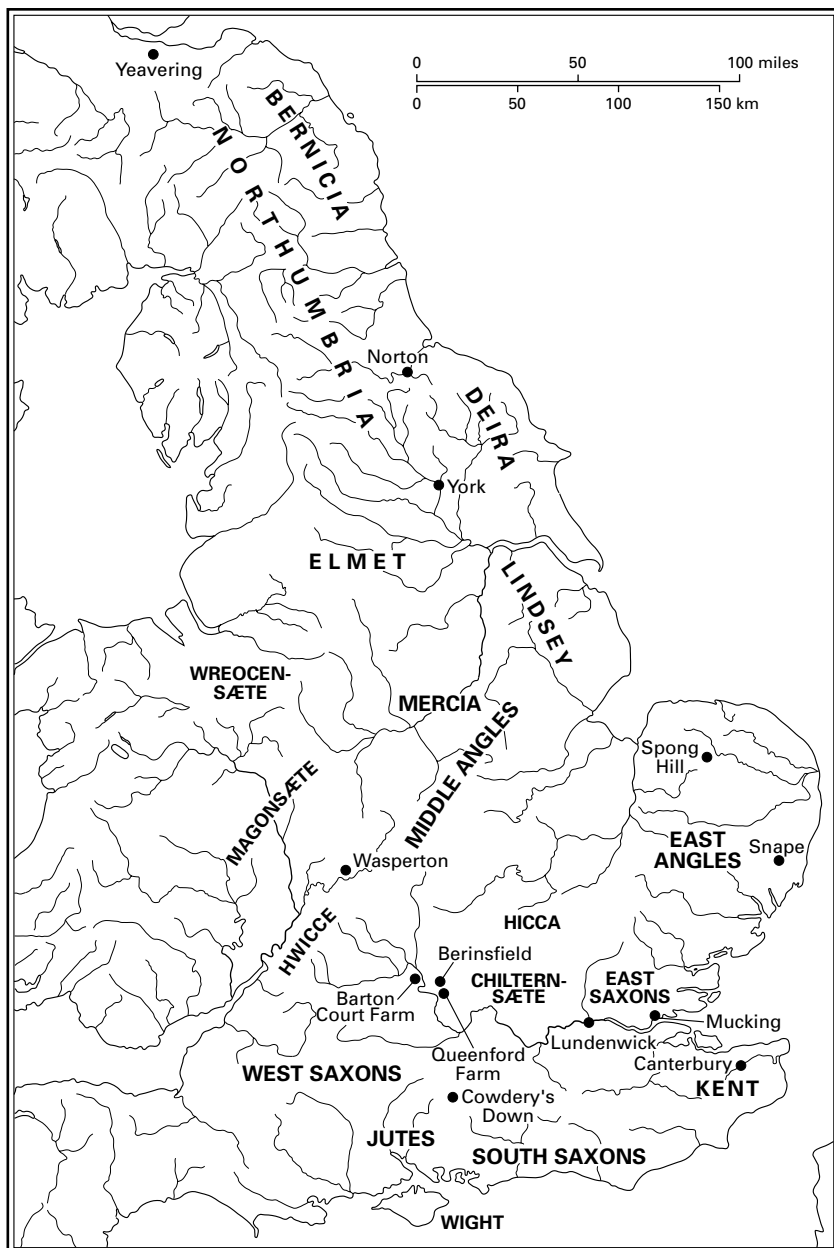 0 50 100 miles
0 50 100 150 km
Yeavering
BERNICIA
NORTHUMBRIA
Norton
DEIRA
York
ELMET
LINDSEY
WREOCEN-
SÆTE
MERCIA
MIDDLE ANGLES
Spong
Hill
MAGONSÆTE
EAST
ANGLES
Snape
Wasperton
HWICCE
HICCA
Berinsfield
CHILTERN-
SÆTE
EAST
SAXONS
Barton
Court Farm
Mucking
Lundenwick
Queenford
Farm
Canterbury
KENT
WEST SAXONS
Cowdery's
Down
JUTES
SOUTH SAXONS
WIGHT